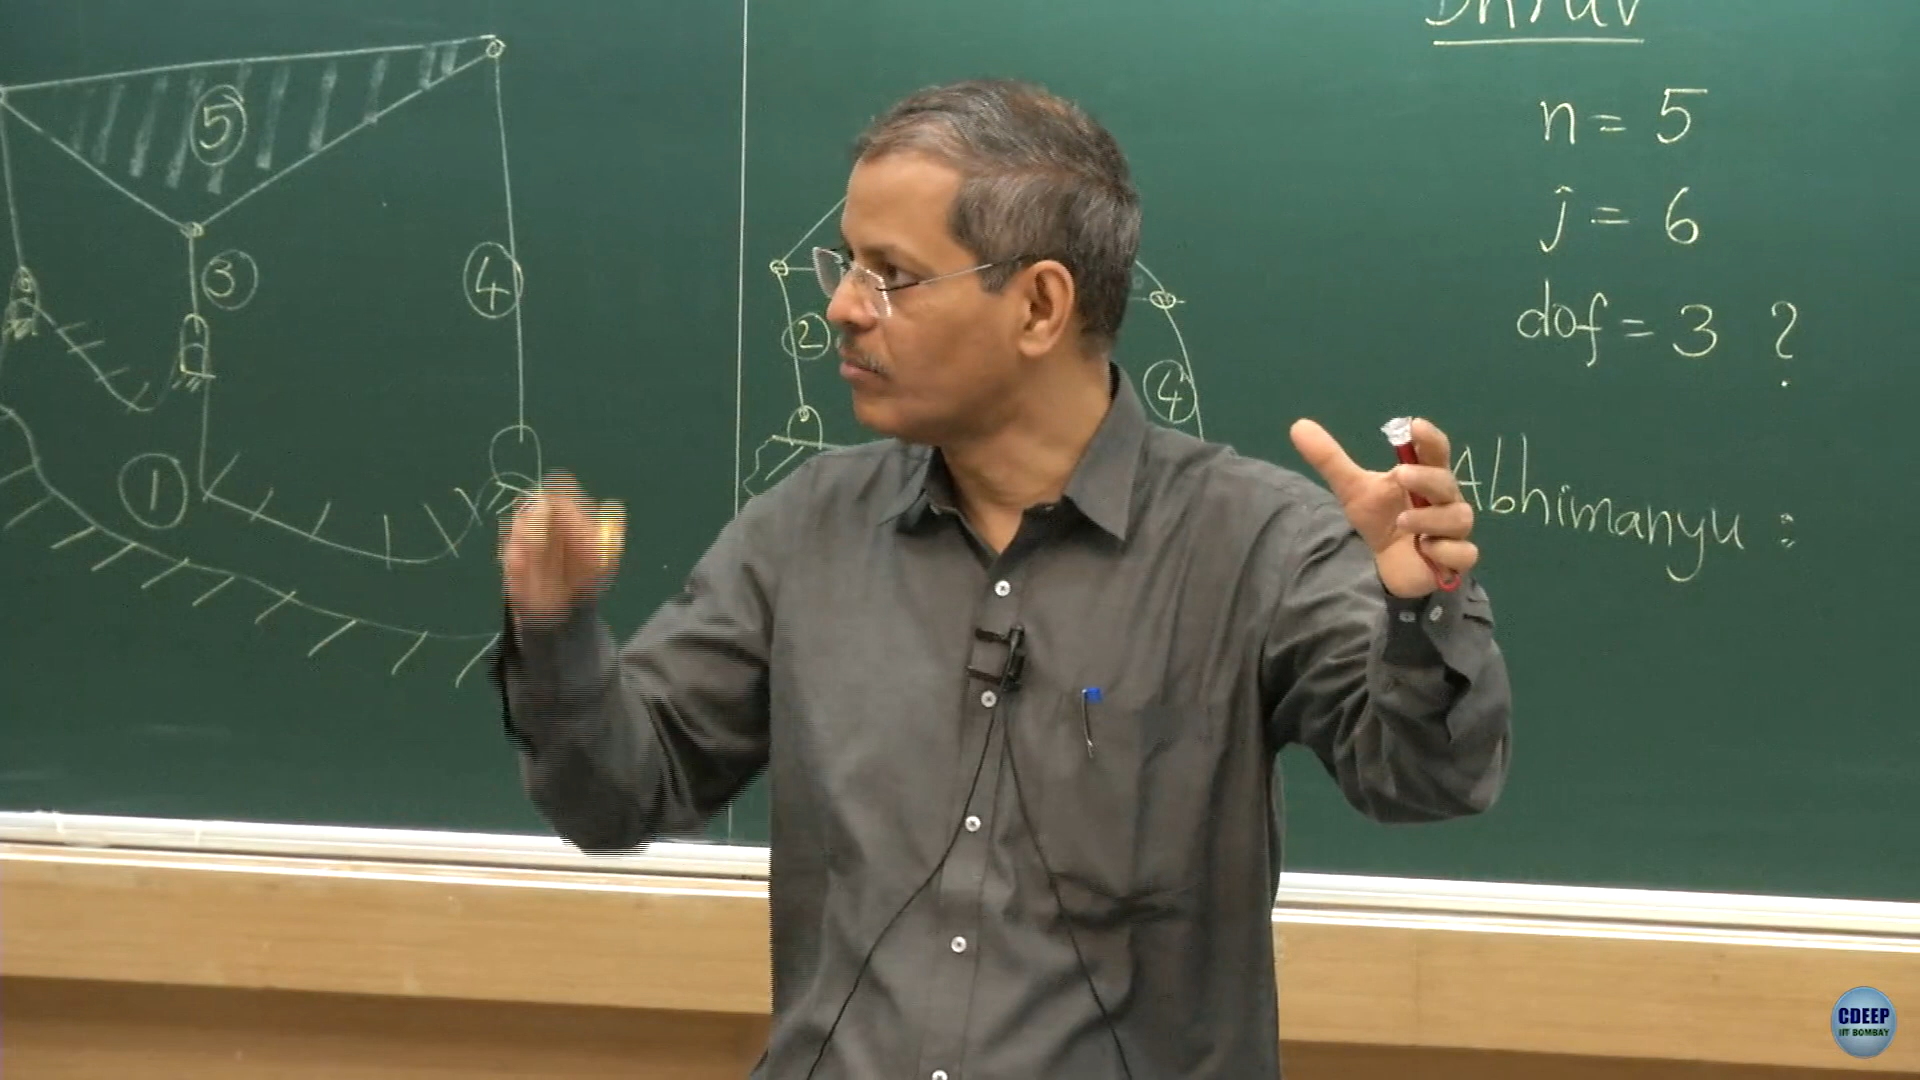 5
3
4
1
2
4
n = 5
j = 6
dof = 3 ?
Abhimanyu :
CDEEP
IIT BOMBAY